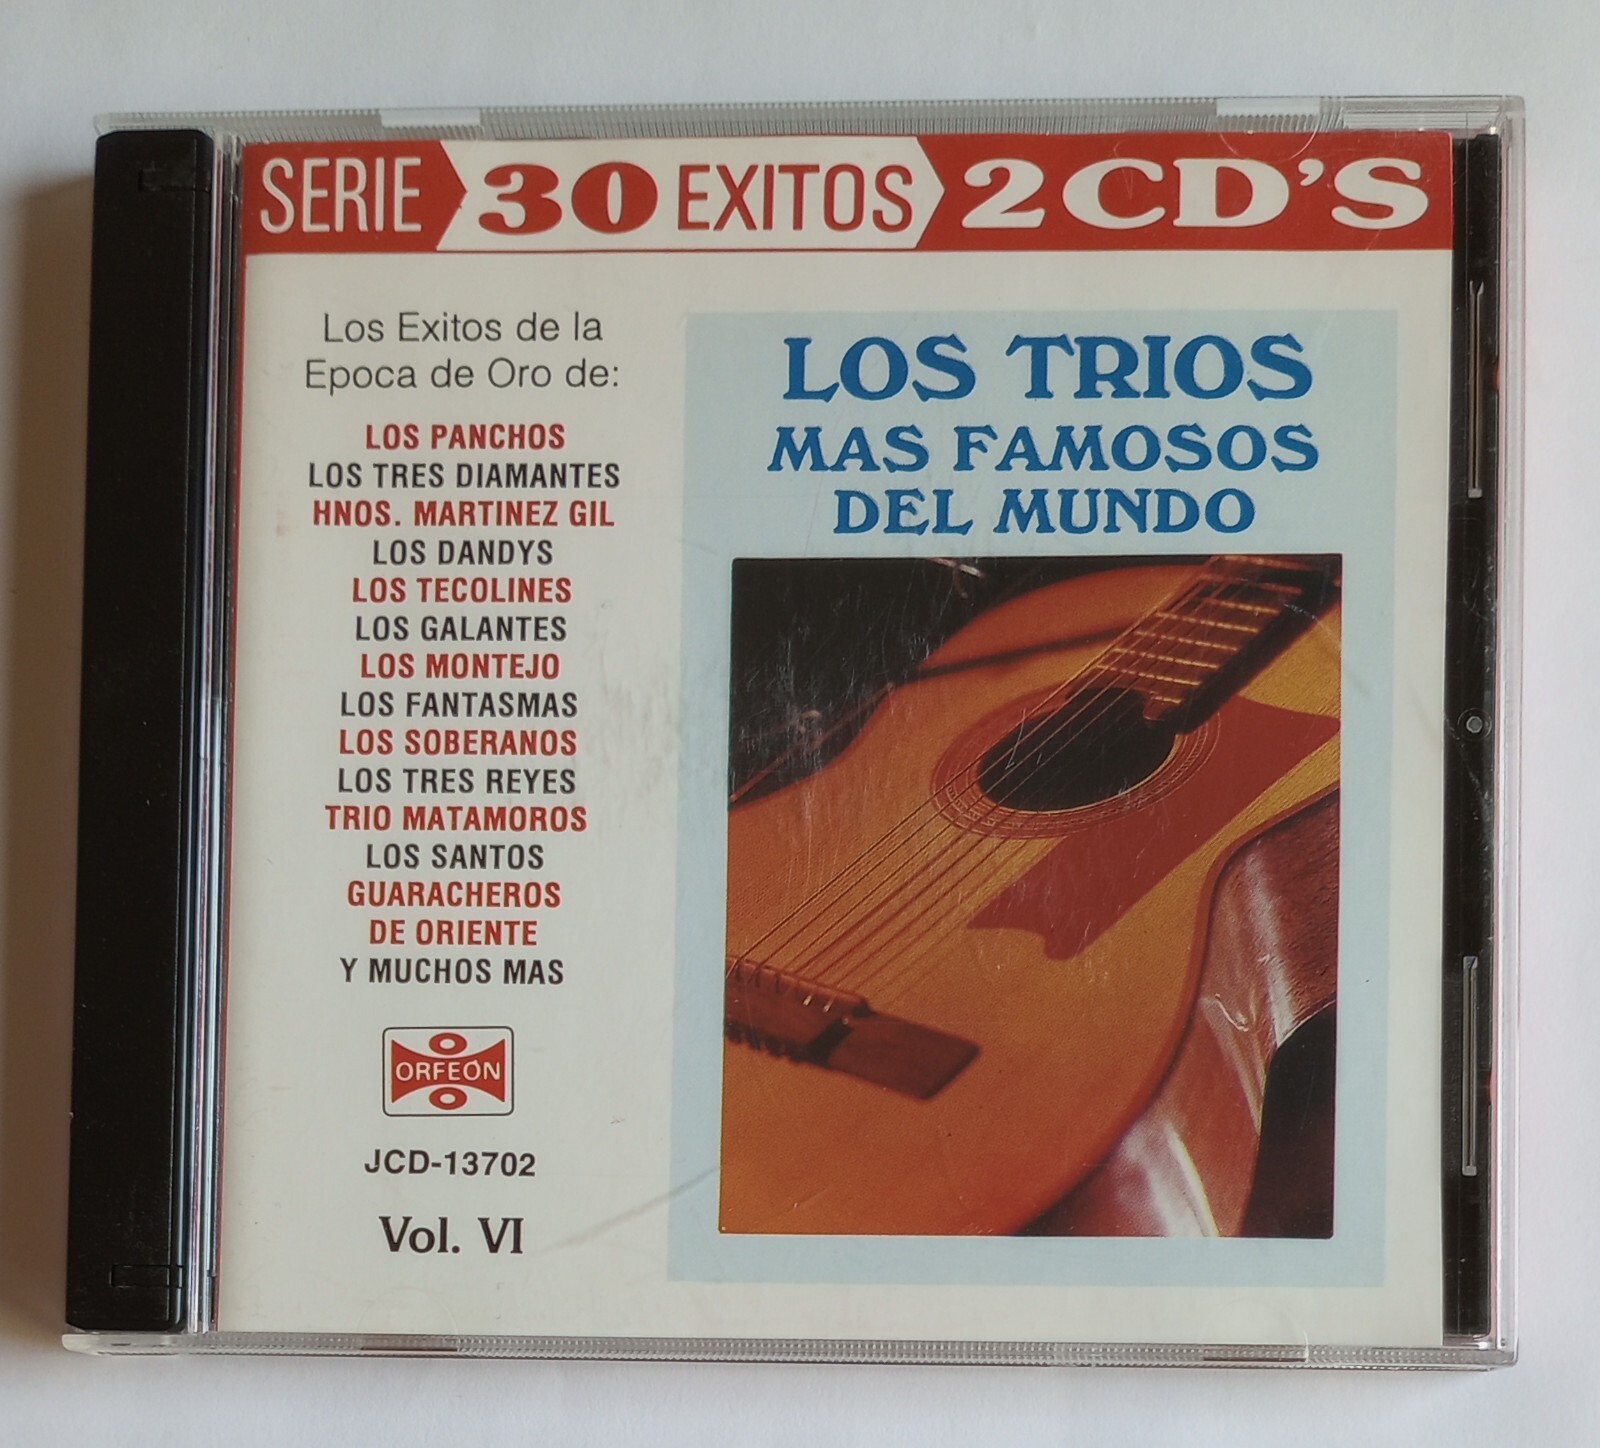 SERIE 30 EXITOS 2 CD'S
Los Exitos de la
Epoca de Oro de:
LOS PANCHOS
LOS TRES DIAMANTES
HNOS. MARTINEZ GIL
LOS DANDYS
LOS TECOLINES
LOS GALANTES
LOS MONTEJO
LOS FANTASMAS
LOS SOBERANOS
LOS TRES REYES
TRIO MATAMOROS
LOS SANTOS
GUARACHEROS
DE ORIENTE
Y MUCHOS MAS
ORFEÓN
JCD-13702
Vol. VI
LOS TRIOS
MAS FAMOSOS
DEL MUNDO